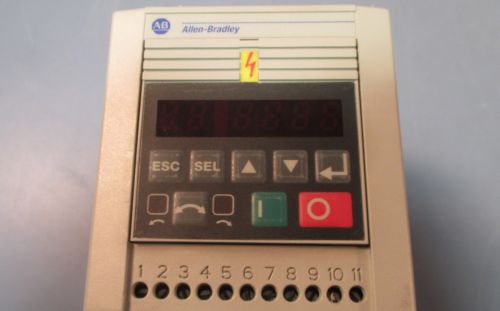 AB Allen-Bradley
ESC SEL
I O
1 2 3 4 5 6 7 8 9 10 11